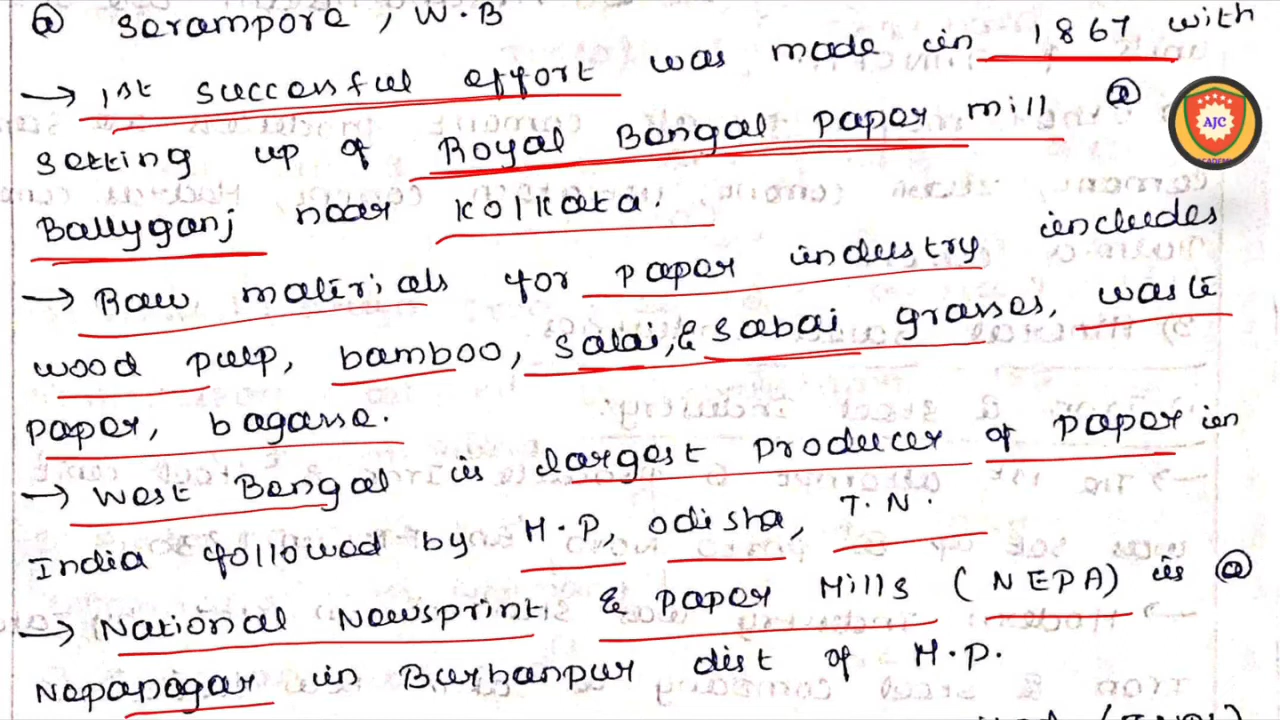 @ Serampore, W.B
→ 1st successful effort was made in 1867 with
setting up of Royal Bengal Paper mill @
Ballyganj near Kolkata.
→ Raw materials for paper industry includes
wood pulp, bamboo, Salai, & Sabai grasses, waste
paper, bagasse.
→ West Bengal is largest producer of paper in
India followed by M.P, Odisha, T.N.
→ National Newsprint & paper Mills (NEPA) is @
Nepanagar in Burhanpur dist of M.P.
AJC